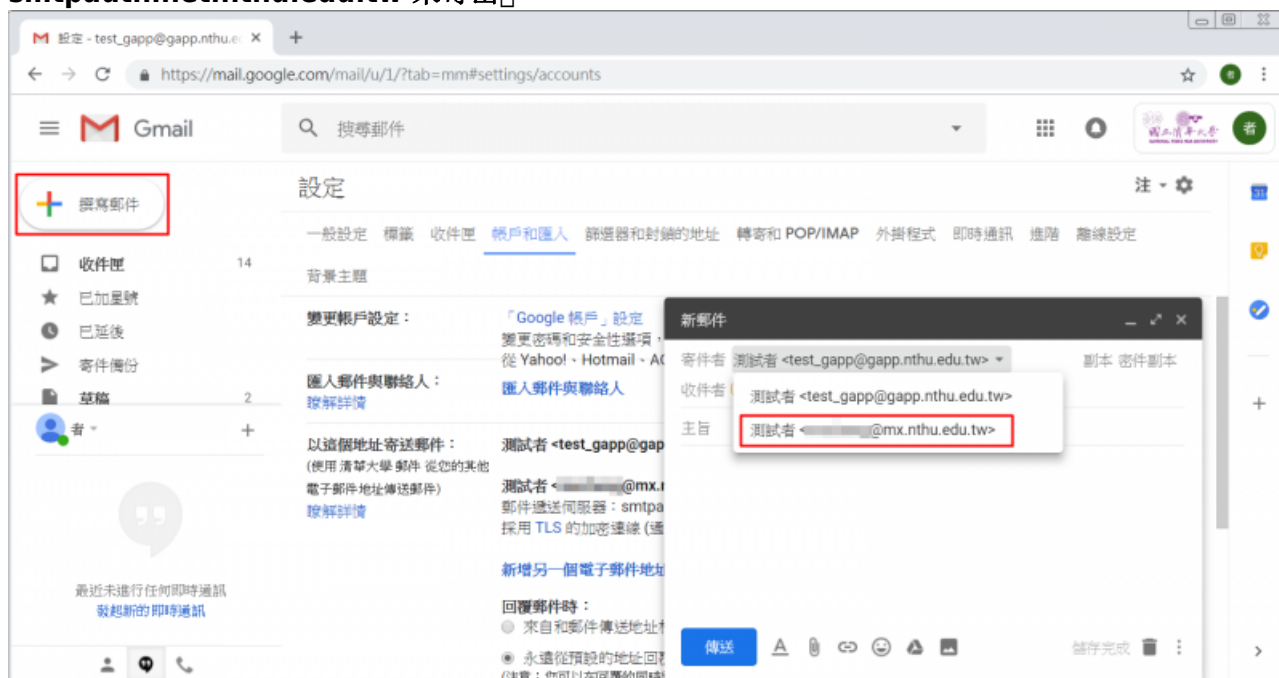 設定 - test_gapp@gapp.nthu.ec
https://mail.google.com/mail/u/1/?tab=mm#settings/accounts
者
Gmail
搜尋郵件
國立清華大學
者
撰寫郵件
設定
注
31
一般設定 標籤 收件匣 帳戶和匯入 篩選器和封鎖的地址 轉寄和 POP/IMAP 外掛程式 即時通訊 進階 離線設定
背景主題
收件匣 14
已加星號
已延後
寄件備份
草稿 2
者
最近未進行任何即時通訊
發起新的即時通訊
變更帳戶設定：
「Google 帳戶」設定
變更密碼和安全性選項，
匯入郵件與聯絡人：
瞭解詳情
從 Yahoo!、Hotmail、AO
匯入郵件與聯絡人
以這個地址寄送郵件：
(使用 清華大學 郵件 從您的其他
電子郵件地址傳送郵件)
瞭解詳情
測試者 <test_gapp@gap
測試者 < @mx.r
郵件遞送伺服器：smtpa
採用 TLS 的加密連線
新增另一個電子郵件地址
回覆郵件時：
來自和郵件傳送地址
永遠從預設的地址回覆
新郵件
寄件者 測試者 <test_gapp@gapp.nthu.edu.tw> 副本 密件副本
收件者
測試者 <test_gapp@gapp.nthu.edu.tw>
主旨
測試者 < @mx.nthu.edu.tw>
傳送
儲存完成